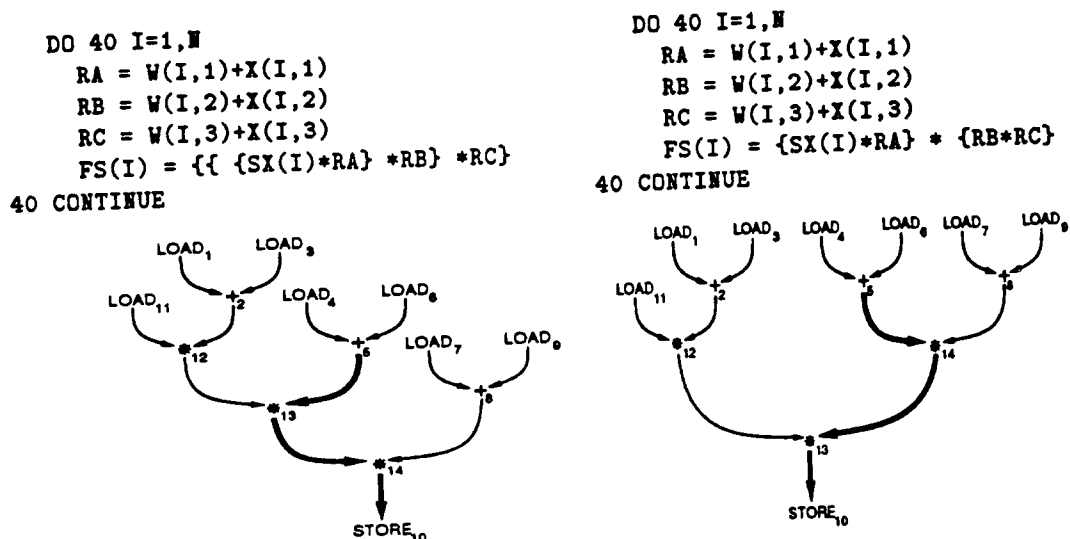 DO 40 I=1,N
RA = W(I,1)+X(I,1)
RB = W(I,2)+X(I,2)
RC = W(I,3)+X(I,3)
FS(I) = {{ {SX(I)*RA} *RB} *RC}
40 CONTINUE
LOAD1 LOAD3
+2
LOAD11 LOAD4 LOAD6
*12 +5
LOAD7 LOAD9
*13 +8
*14
STORE10
DO 40 I=1,N
RA = W(I,1)+X(I,1)
RB = W(I,2)+X(I,2)
RC = W(I,3)+X(I,3)
FS(I) = {SX(I)*RA} * {RB*RC}
40 CONTINUE
LOAD1 LOAD3 LOAD4 LOAD6 LOAD7 LOAD9
+2 +5 +8
LOAD11
*12 *14
*13
STORE10